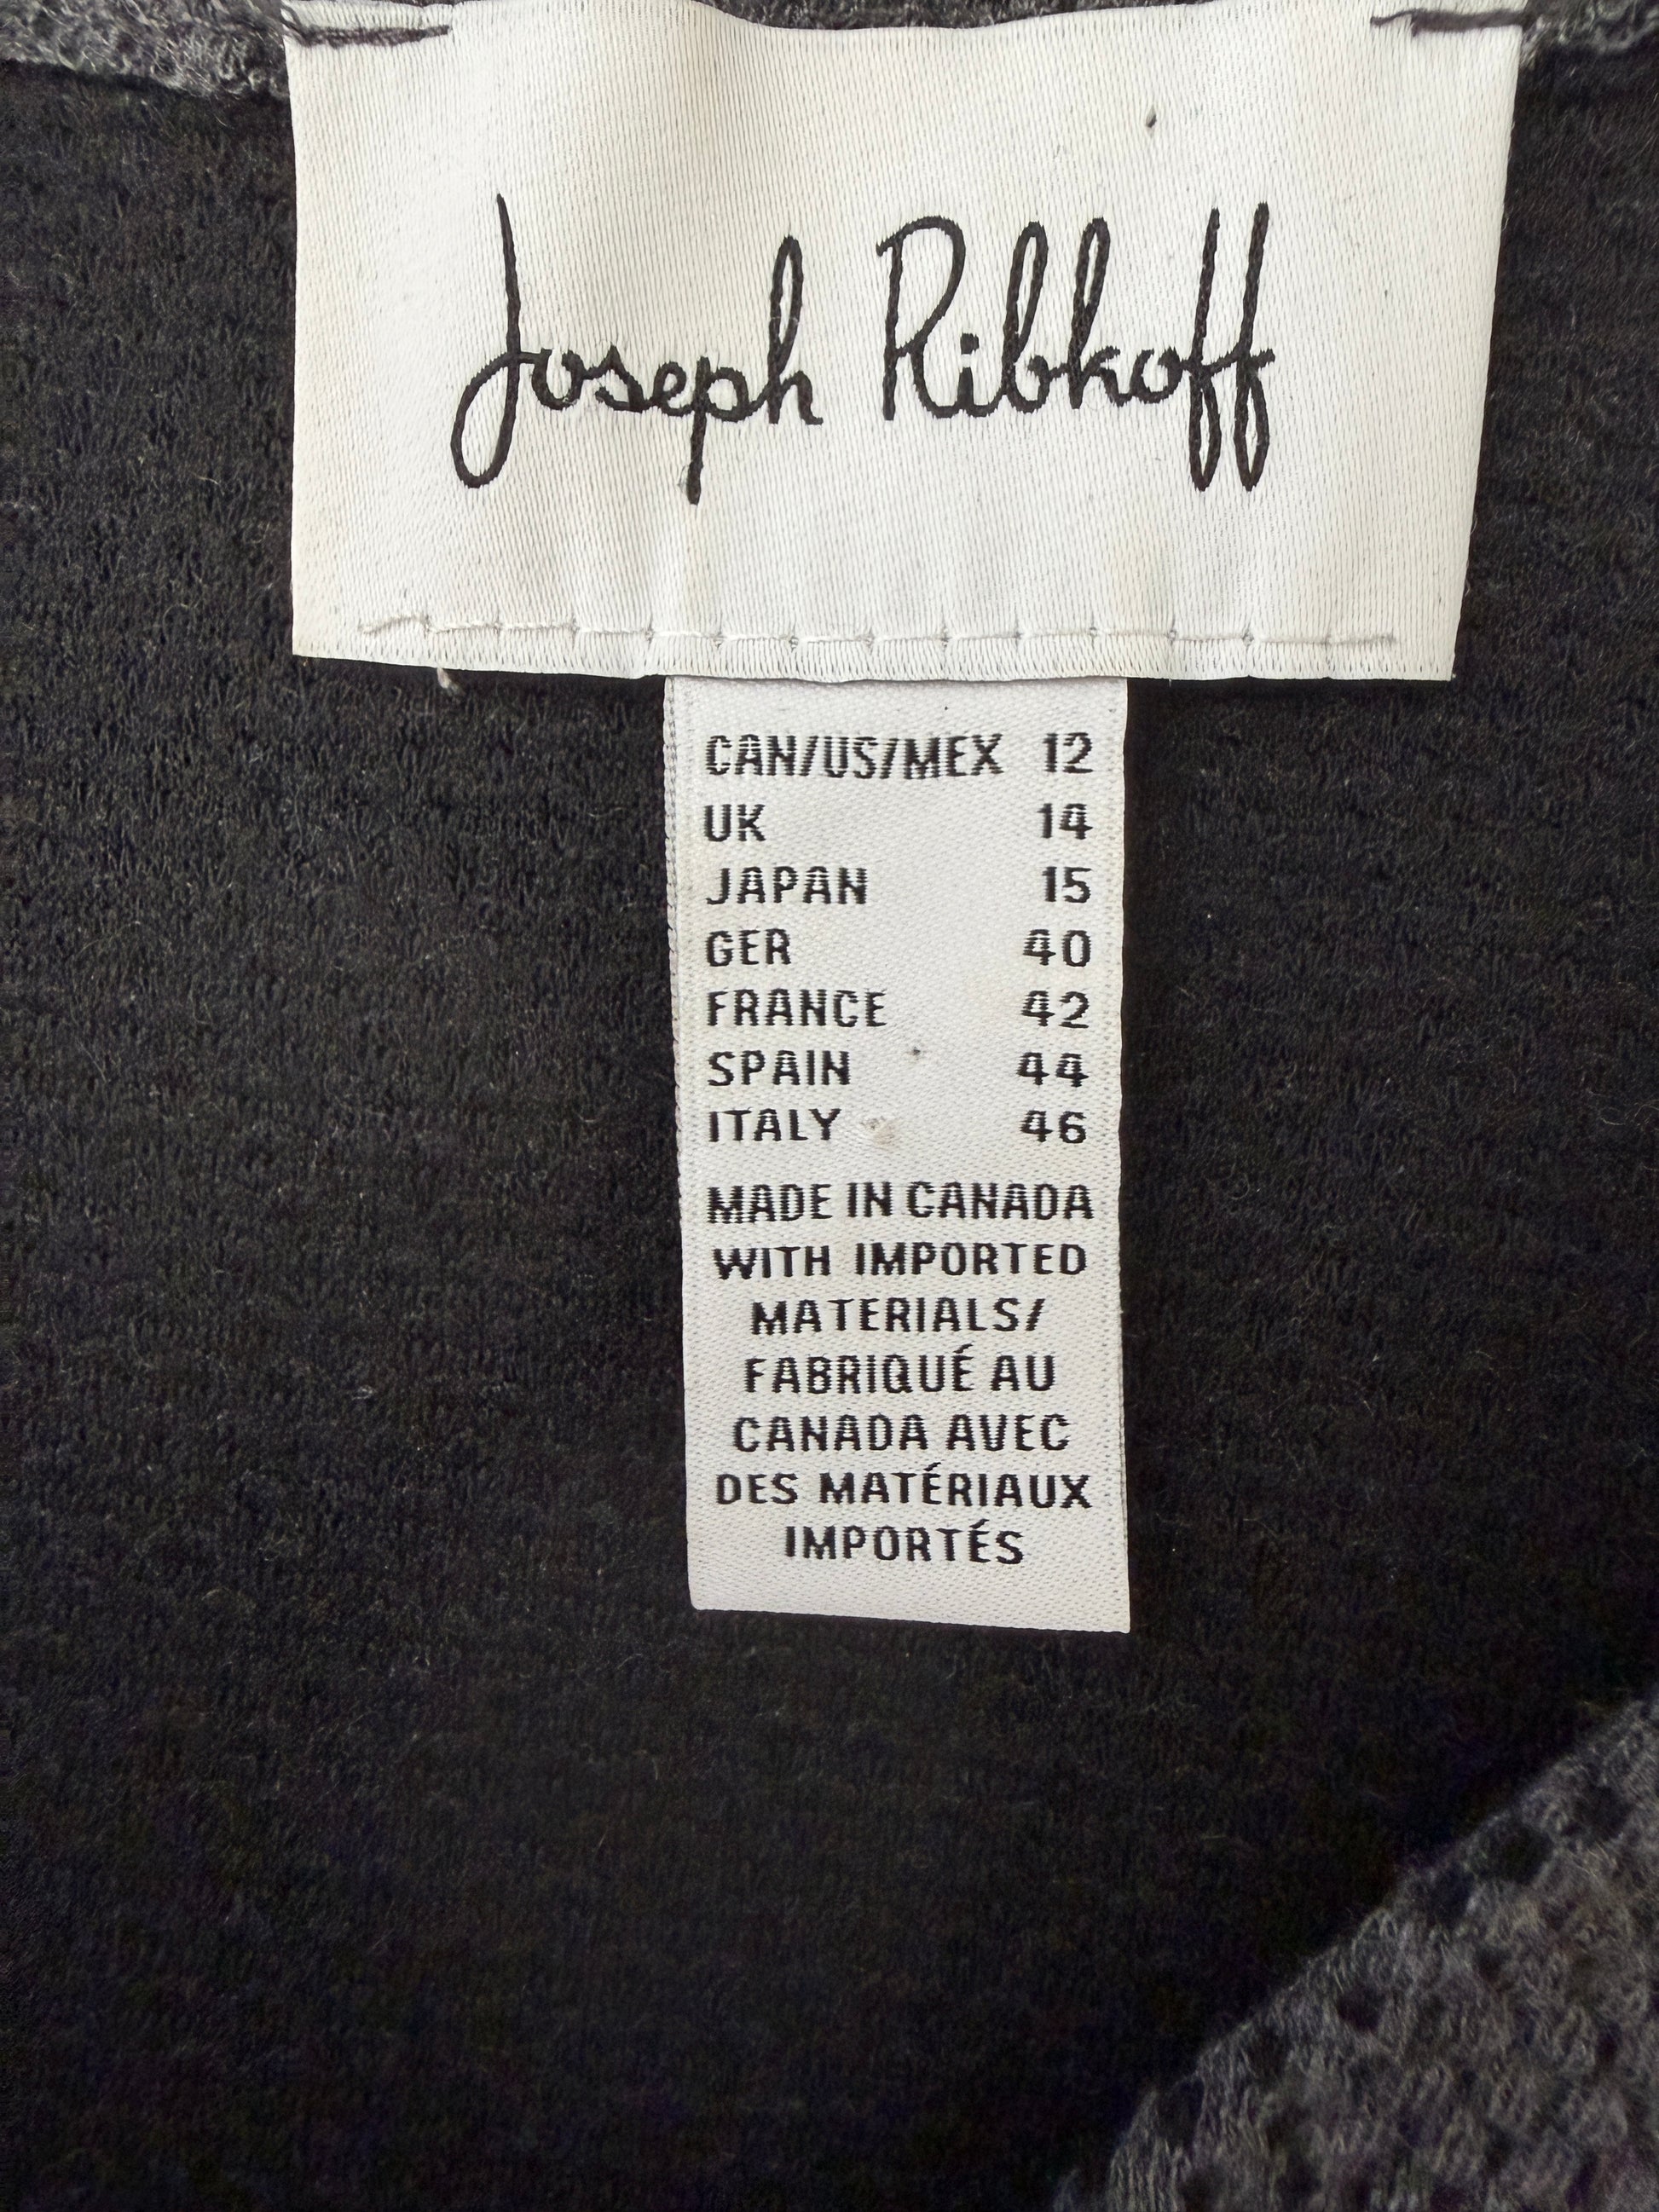 Joseph Ribkoff
CAN/US/MEX 12
UK 14
JAPAN 15
GER 40
FRANCE 42
SPAIN 44
ITALY 46
MADE IN CANADA
WITH IMPORTED
MATERIALS/
FABRIQUÉ AU
CANADA AVEC
DES MATÉRIAUX
IMPORTÉS